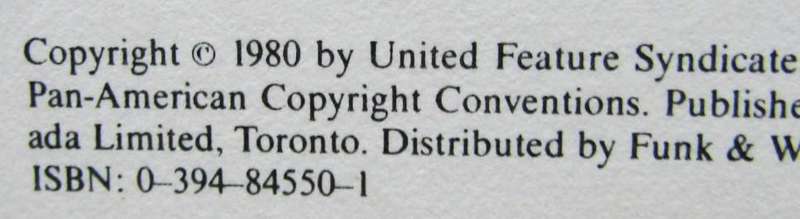 Copyright © 1980 by United Feature Syndicate
Pan-American Copyright Conventions. Publishe
ada Limited, Toronto. Distributed by Funk & W
ISBN: 0–394–84550–1